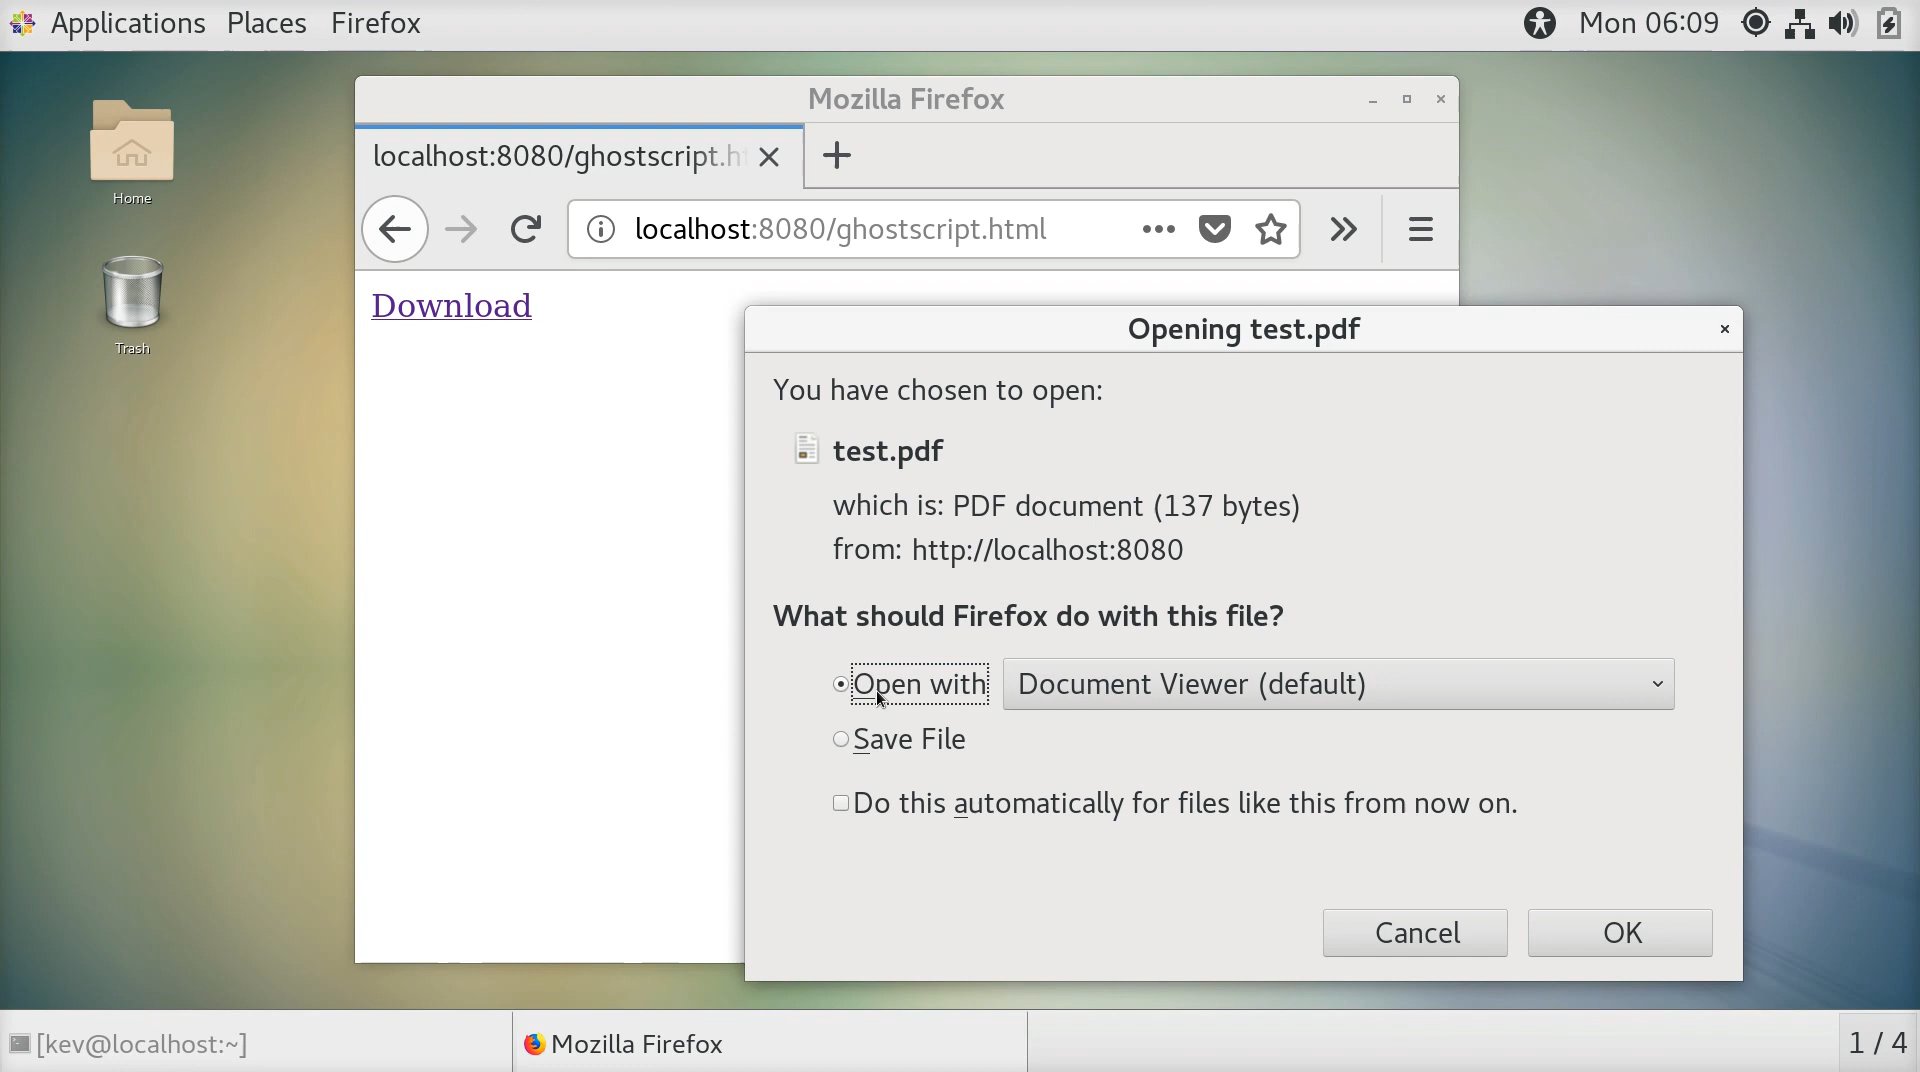 Applications Places Firefox
Mon 06:09
Home
Trash
Mozilla Firefox
localhost:8080/ghostscript.h
localhost:8080/ghostscript.html
Download
Opening test.pdf
You have chosen to open:
test.pdf
which is: PDF document (137 bytes)
from: http://localhost:8080
What should Firefox do with this file?
Open with Document Viewer (default)
Save File
Do this automatically for files like this from now on.
Cancel OK
[kev@localhost:~] Mozilla Firefox 1 / 4